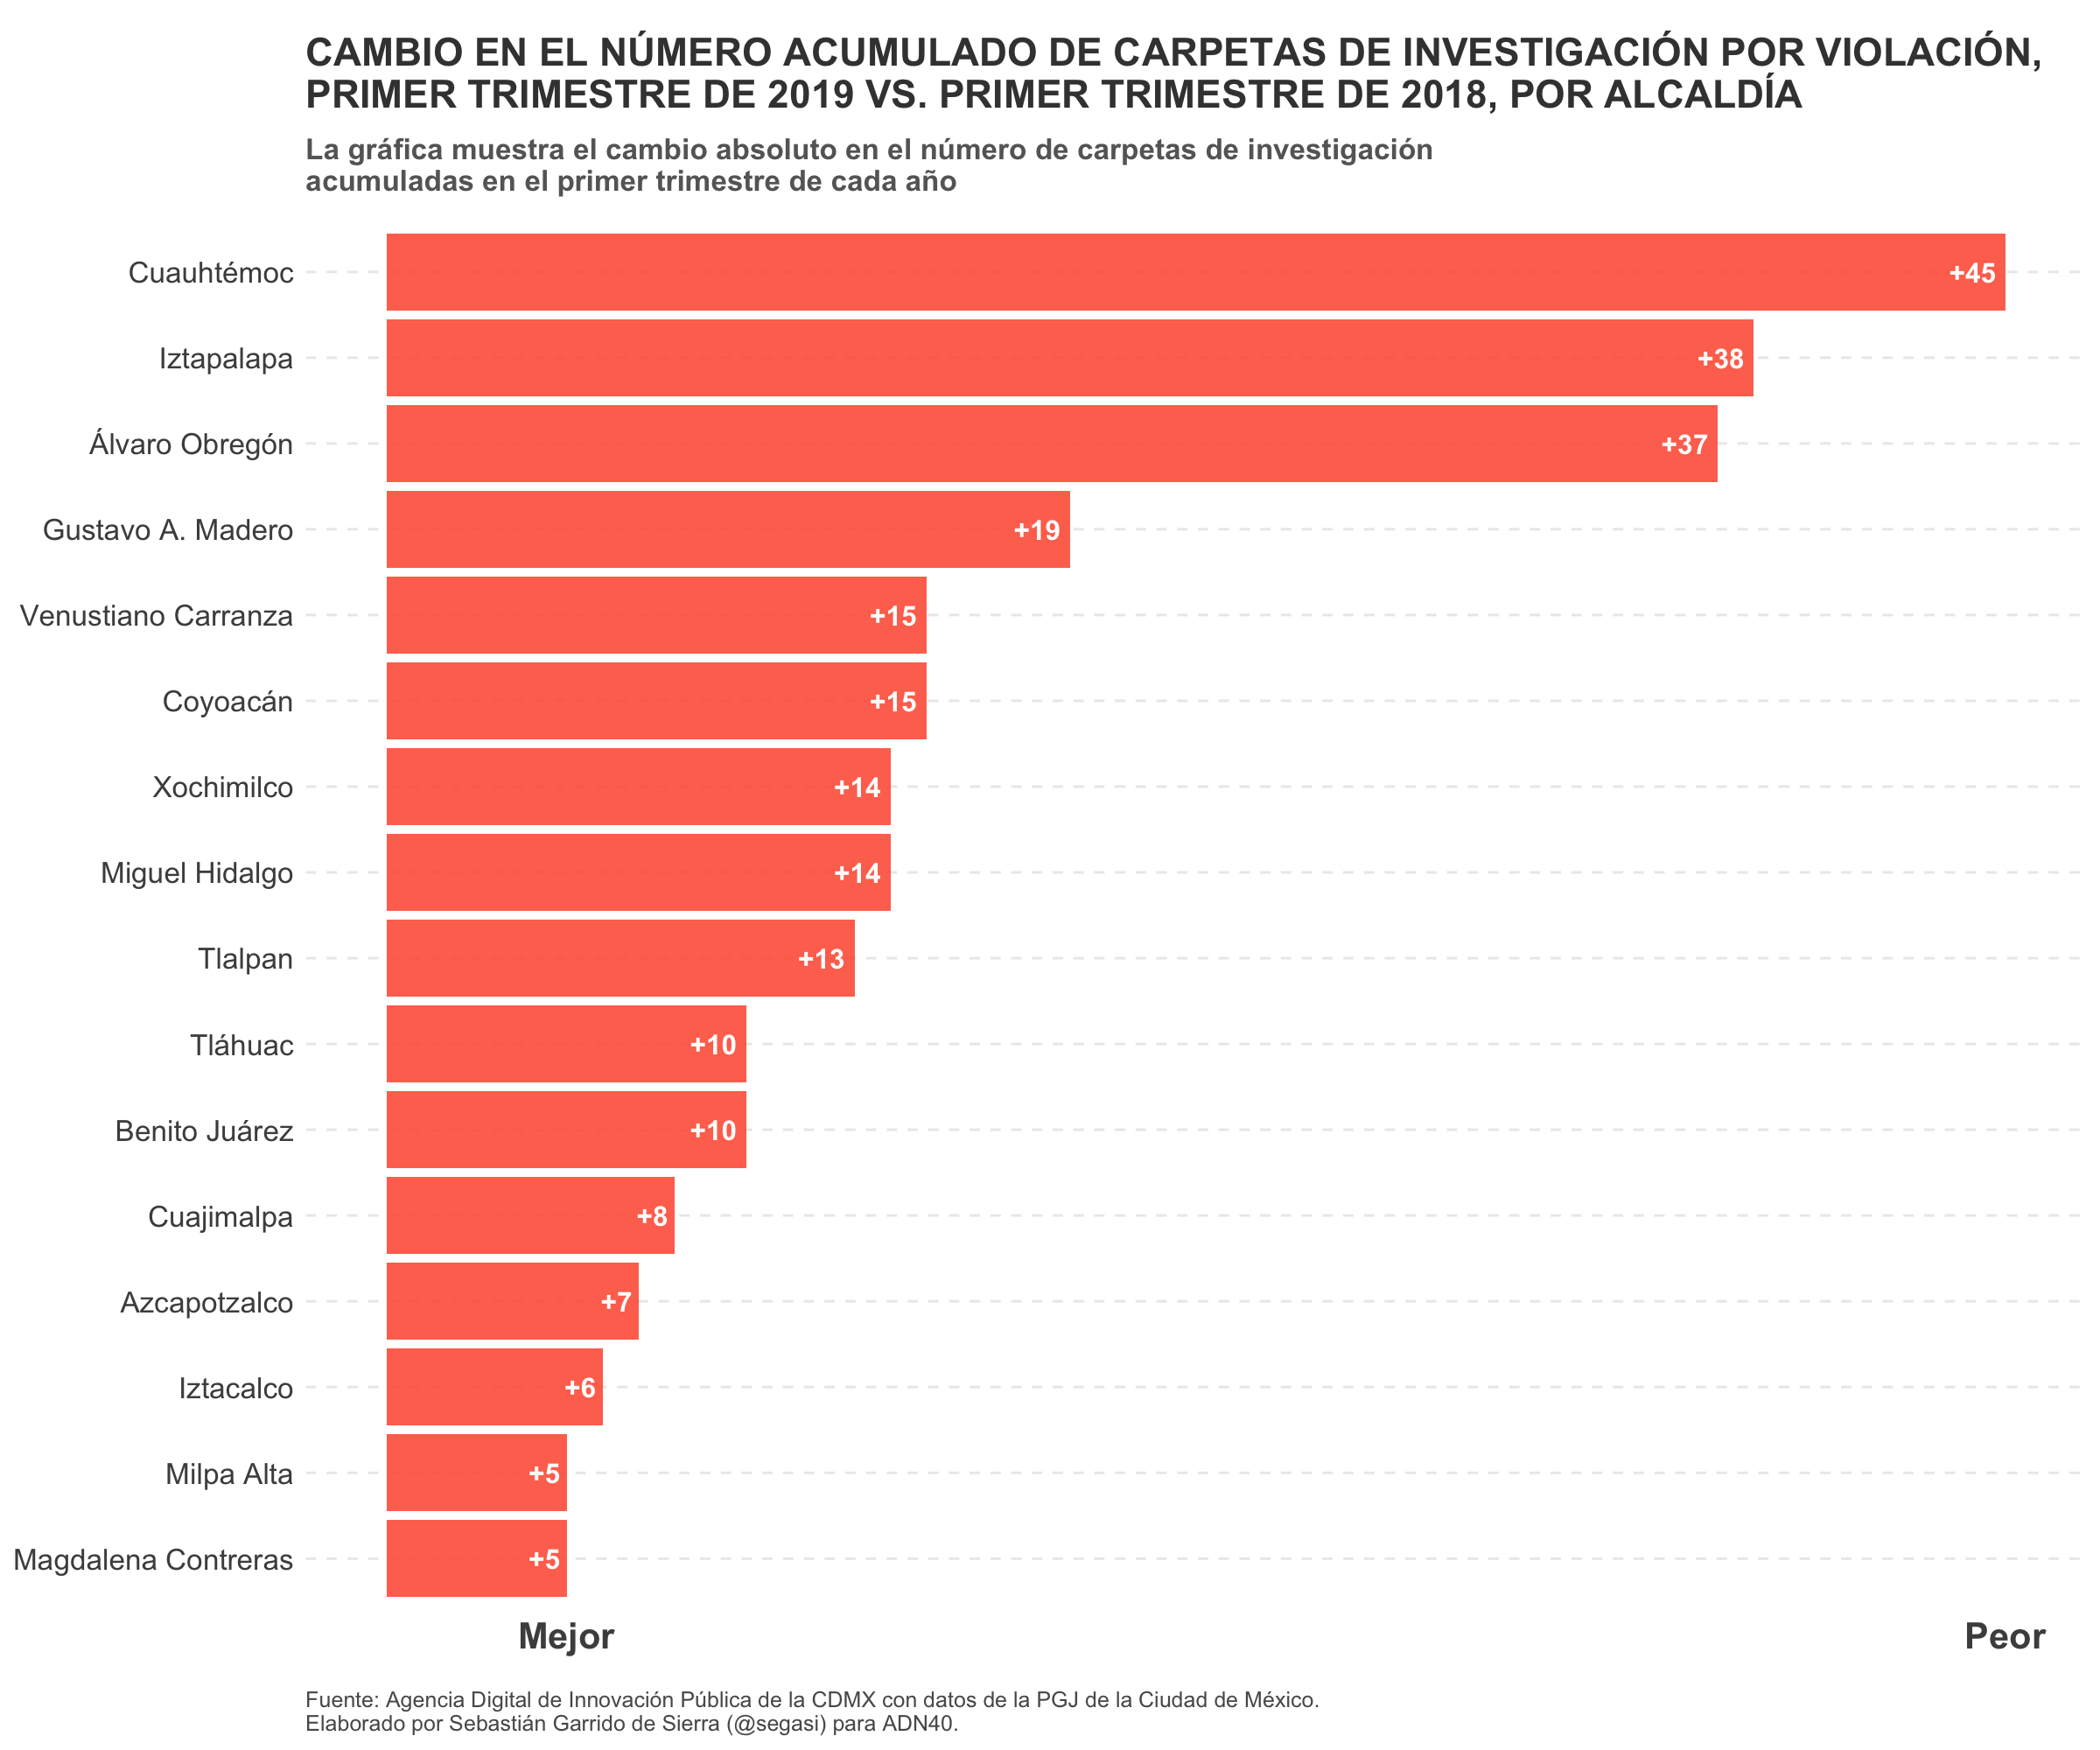 CAMBIO EN EL NÚMERO ACUMULADO DE CARPETAS DE INVESTIGACIÓN POR VIOLACIÓN,
PRIMER TRIMESTRE DE 2019 VS. PRIMER TRIMESTRE DE 2018, POR ALCALDÍA
La gráfica muestra el cambio absoluto en el número de carpetas de investigación
acumuladas en el primer trimestre de cada año
Cuauhtémoc +45
Iztapalapa +38
Álvaro Obregón +37
Gustavo A. Madero +19
Venustiano Carranza +15
Coyoacán +15
Xochimilco +14
Miguel Hidalgo +14
Tlalpan +13
Tláhuac +10
Benito Juárez +10
Cuajimalpa +8
Azcapotzalco +7
Iztacalco +6
Milpa Alta +5
Magdalena Contreras +5
Mejor Peor
Fuente: Agencia Digital de Innovación Pública de la CDMX con datos de la PGJ de la Ciudad de México.
Elaborado por Sebastián Garrido de Sierra (@segasi) para ADN40.